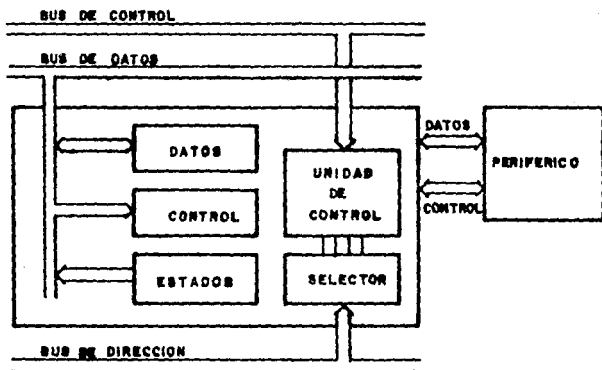 BUS DE CONTROL
BUS DE DATOS
DATOS
CONTROL
ESTADOS
UNIDAD
DE
CONTROL
SELECTOR
DATOS
CONTROL
PERIFERICO
BUS DE DIRECCION